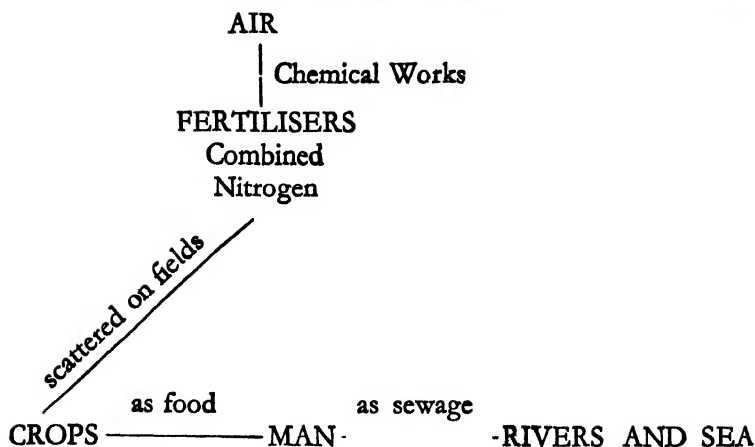 AIR
Chemical Works
FERTILISERS
Combined
Nitrogen
scattered on fields
as food as sewage
CROPS MAN- -RIVERS AND SEA